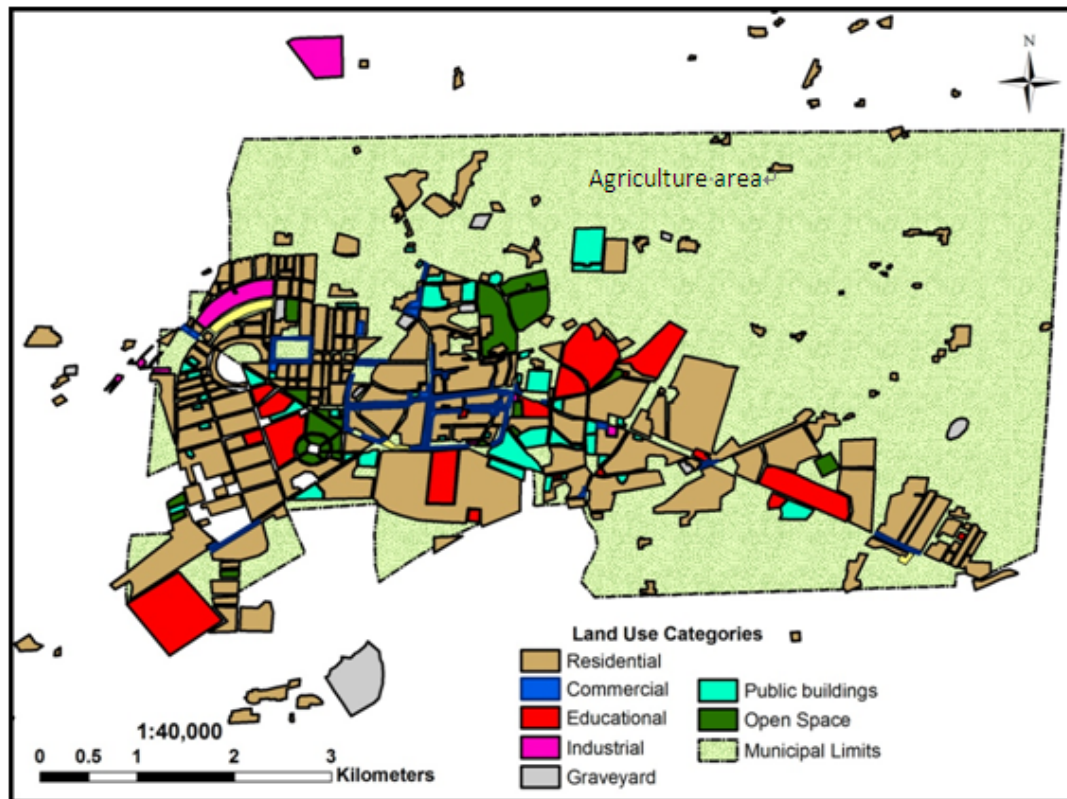 N
Agriculture area
Land Use Categories
Residential
Commercial
Educational
Industrial
Graveyard
Public buildings
Open Space
Municipal Limits
1:40,000
0 0.5 1 2 3
Kilometers